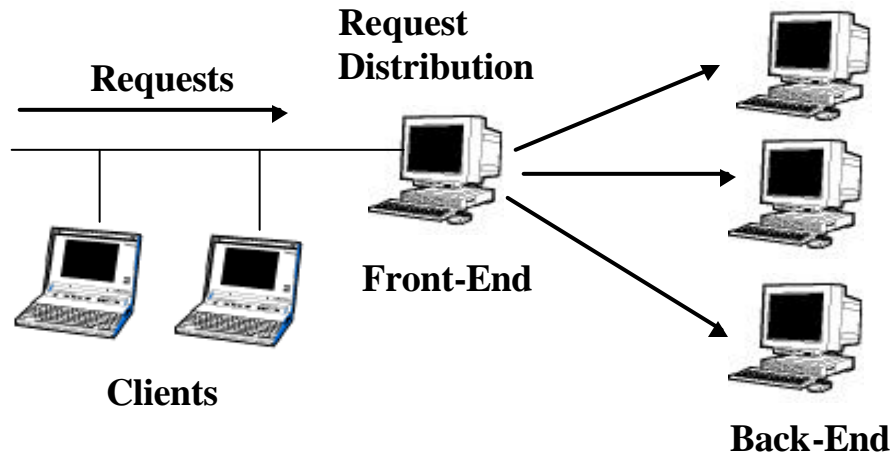 Request
Distribution
Requests
Front-End
Clients
Back-End